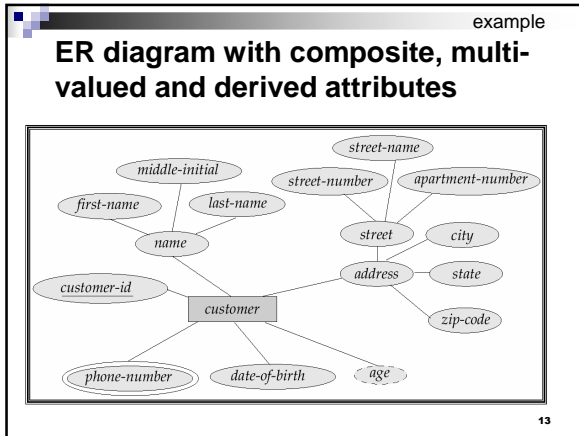 example
ER diagram with composite, multi-
valued and derived attributes
street-name
middle-initial
street-number
apartment-number
first-name
last-name
name
street
city
address
state
customer-id
customer
zip-code
phone-number
date-of-birth
age
13